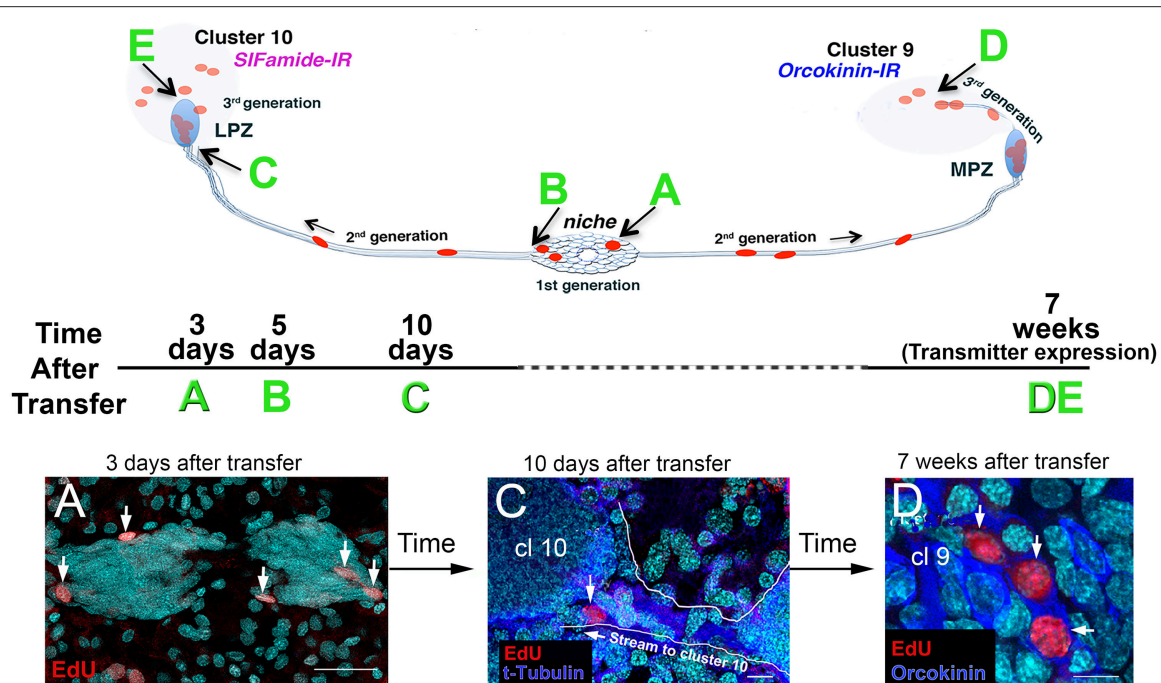 E
Cluster 10
SIFamide-IR
3rd generation
LPZ
C
D
Cluster 9
Orcokinin-IR
3rd generation
MPZ
B
A
niche
2nd generation
2nd generation
1st generation
Time
After
Transfer
3
days
5
days
10
days
7
weeks
(Transmitter expression)
A
B
C
DE
3 days after transfer
A
EdU
Time
10 days after transfer
C
cl 10
Stream to cluster 10
EdU
t-Tubulin
Time
7 weeks after transfer
D
cl 9
EdU
Orcokinin